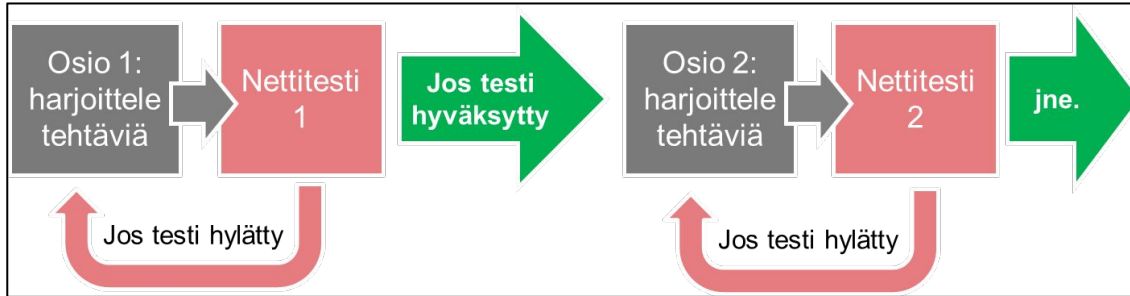 Osio 1:
harjoittele
tehtäviä
Nettitesti
1
Jos testi
hyväksytty
Osio 2:
harjoittele
tehtäviä
Nettitesti
2
jne.
Jos testi hylätty
Jos testi hylätty